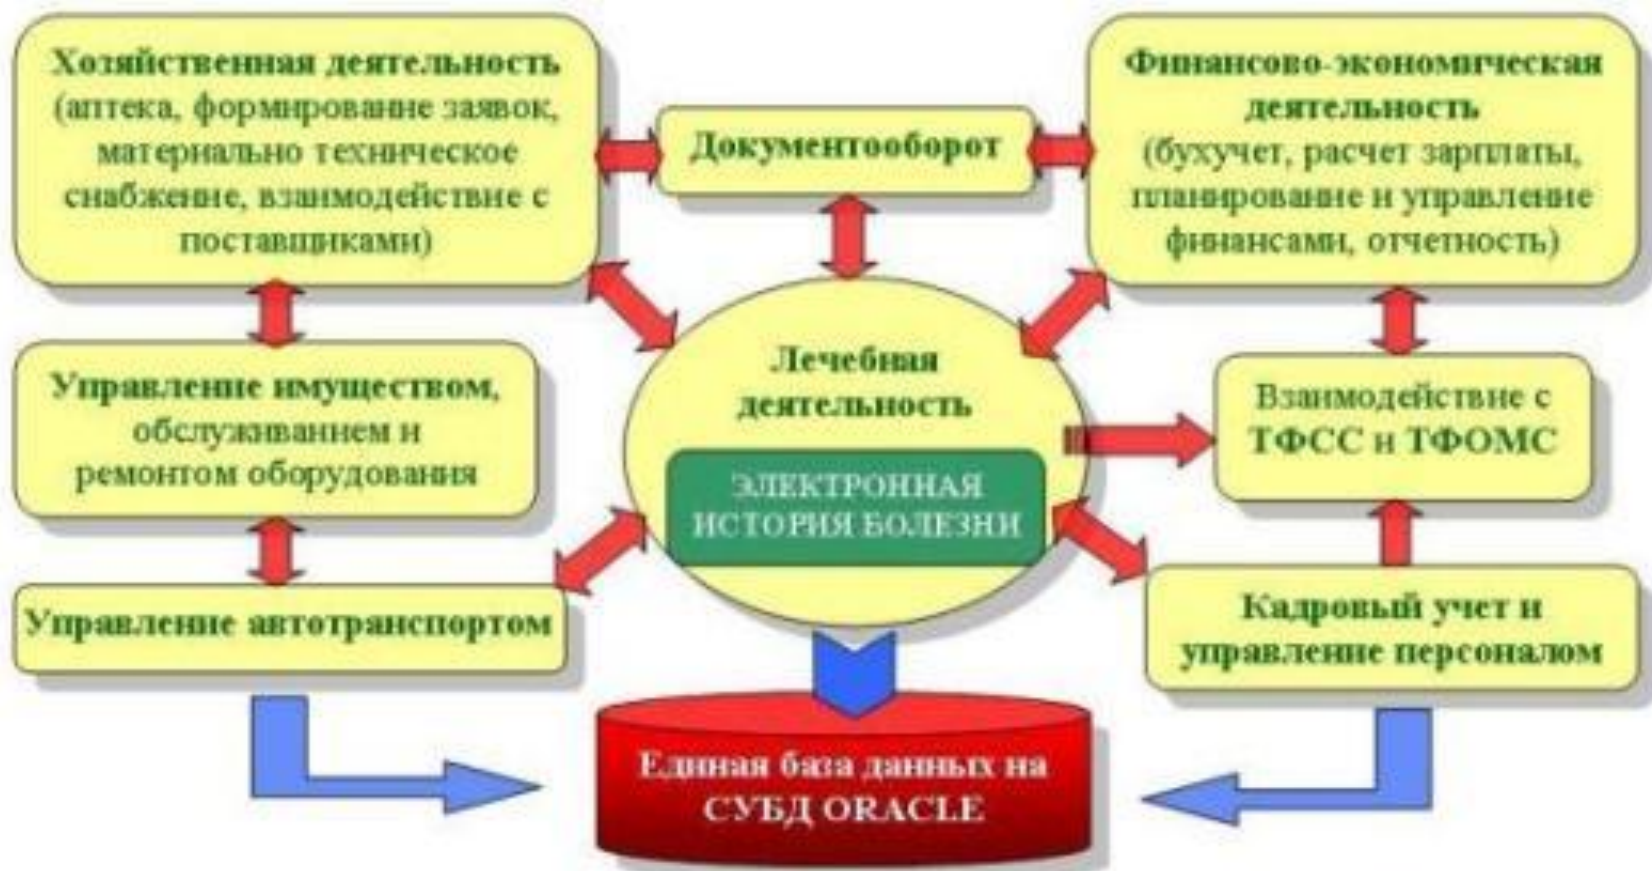 Хозяйственная деятельность
(аптека, формирование заявок,
материально техническое
снабжение, взаимодействие с
поставщиками)
Документооборот
Финансово-экономическая
деятельность
(бухучет, расчет зарплаты,
планирование и управление
финансами, отчетность)
Управление имуществом,
обслуживанием и
ремонтом оборудования
Лечебная
деятельность
ЭЛЕКТРОННАЯ
ИСТОРИЯ БОЛЕЗНИ
Взаимодействие с
ТФСС и ТФОМС
Управление автотранспортом
Кадровый учет и
управление персоналом
Единая база данных на
СУБД ORACLE